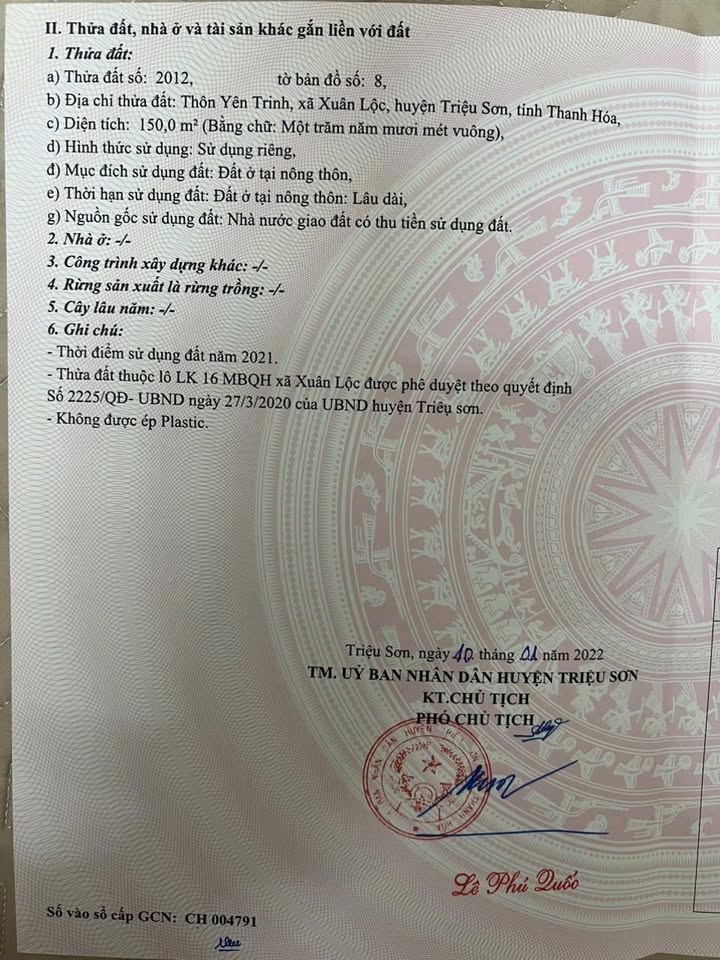 II. Thửa đất, nhà ở và tài sản khác gắn liền với đất
1. Thửa đất:
a) Thửa đất số: 2012, tờ bản đồ số: 8,
b) Địa chỉ thửa đất: Thôn Yên Trinh, xã Xuân Lộc, huyện Triệu Sơn, tỉnh Thanh Hóa,
c) Diện tích: 150,0 m² (Bằng chữ: Một trăm năm mươi mét vuông),
d) Hình thức sử dụng: Sử dụng riêng,
đ) Mục đích sử dụng đất: Đất ở tại nông thôn,
e) Thời hạn sử dụng đất: Đất ở tại nông thôn: Lâu dài,
g) Nguồn gốc sử dụng đất: Nhà nước giao đất có thu tiền sử dụng đất.
2. Nhà ở: -/-
3. Công trình xây dựng khác: -/-
4. Rừng sản xuất là rừng trồng: -/-
5. Cây lâu năm: -/-
6. Ghi chú:
- Thời điểm sử dụng đất năm 2021.
- Thửa đất thuộc lô LK 16 MBQH xã Xuân Lộc được phê duyệt theo quyết định
Số 2225/QĐ- UBND ngày 27/3/2020 của UBND huyện Triêu sơn.
- Không được ép Plastic.
Triệu Sơn, ngày 10 tháng 01 năm 2022
TM. UỶ BAN NHÂN DÂN HUYỆN TRIỆU SƠN
KT.CHỦ TỊCH
PHÓ CHỦ TỊCH
Lê Phú Quốc
Số vào sổ cấp GCN: CH 004791